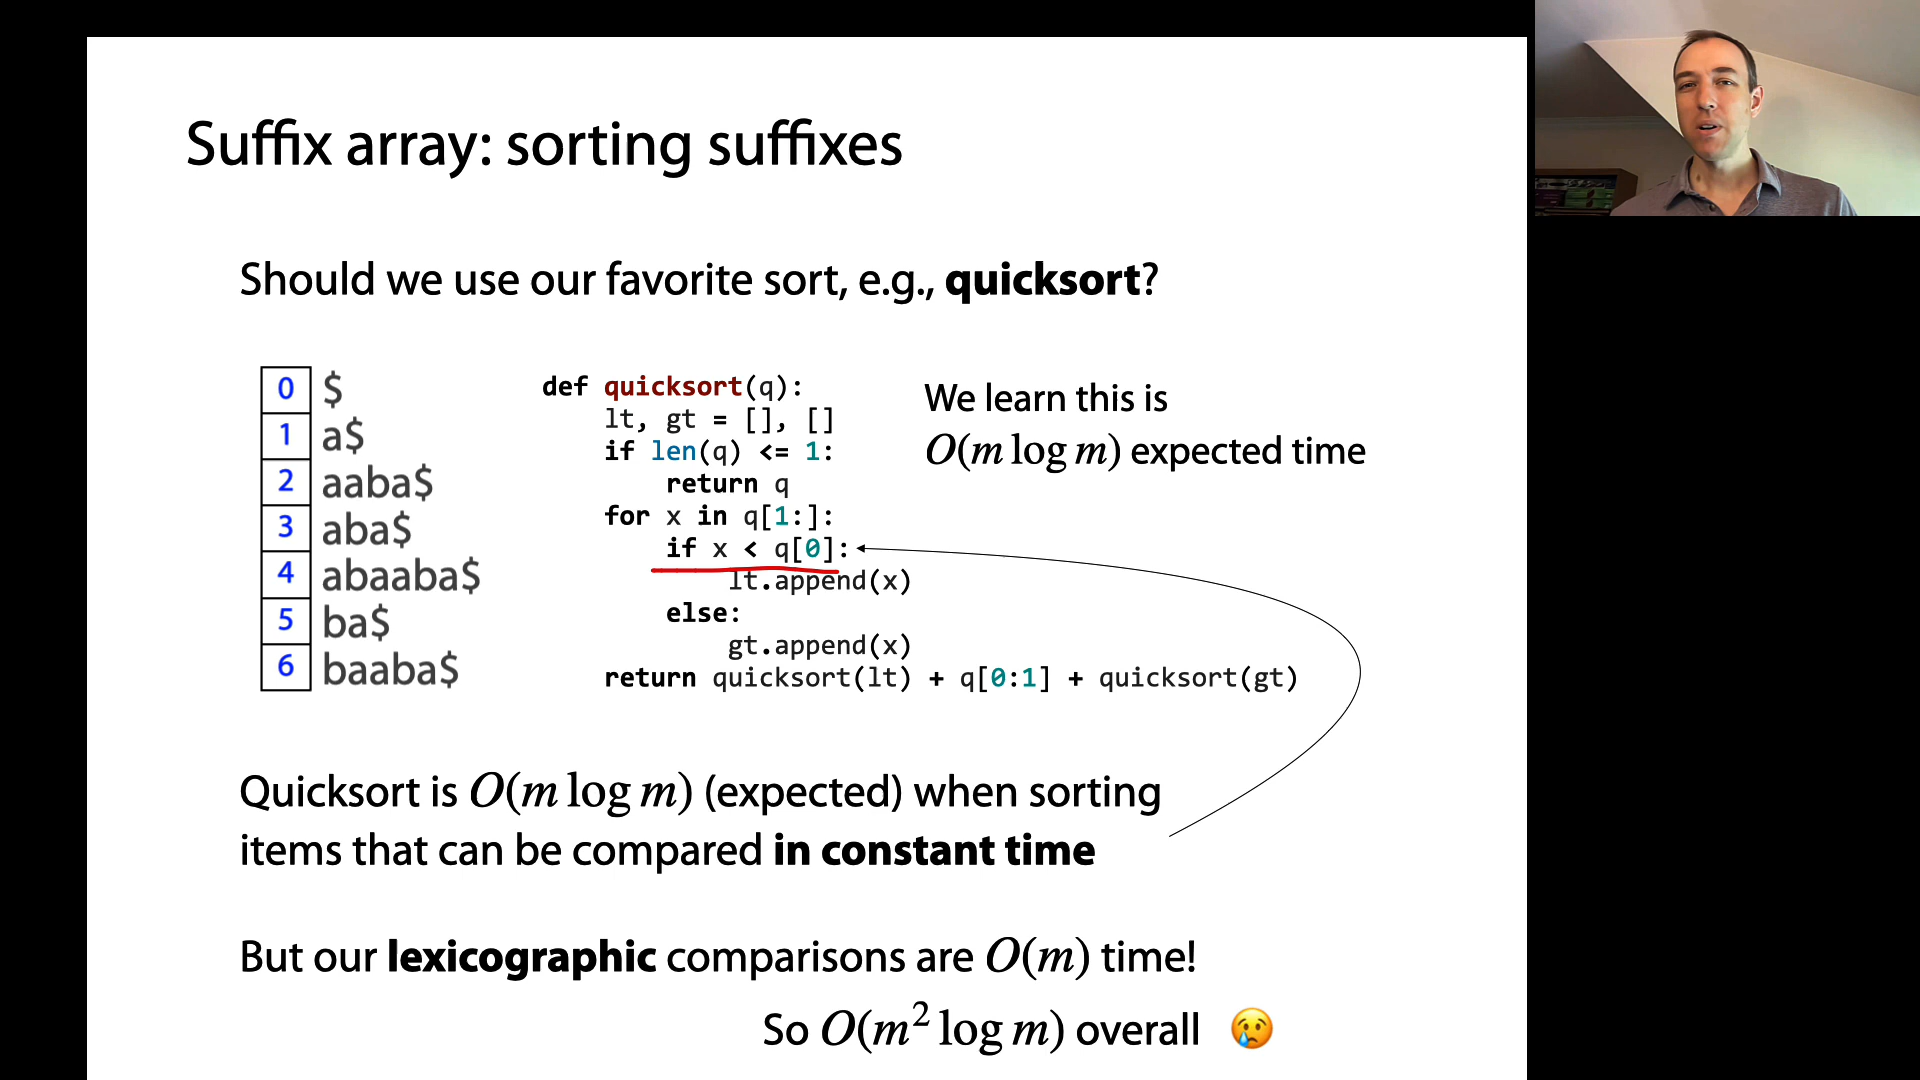 Suffix array: sorting suffixes
Should we use our favorite sort, e.g., quicksort?
0 $
1 a$
2 aaba$
3 aba$
4 abaaba$
5 ba$
6 baaba$
def quicksort(q):
    lt, gt = [], []
    if len(q) <= 1:
        return q
    for x in q[1:]:
        if x < q[0]:
            lt.append(x)
        else:
            gt.append(x)
    return quicksort(lt) + q[0:1] + quicksort(gt)
We learn this is
O(m log m) expected time
Quicksort is O(m log m) (expected) when sorting
items that can be compared in constant time
But our lexicographic comparisons are O(m) time!
So O(m² log m) overall 😢